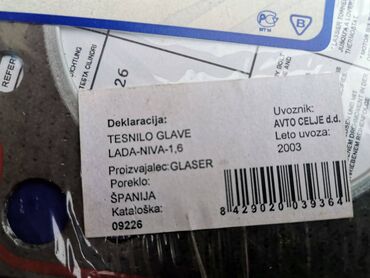 Deklaracija:
TESNILO GLAVE
LADA-NIVA-1,6
Proizvajalec:GLASER
Poreklo:
ŠPANIJA
Kataloška:
09226
Uvoznik:
AVTO CELJE d.d.
Leto uvoza:
2003
8 429020 039364
REFER
26